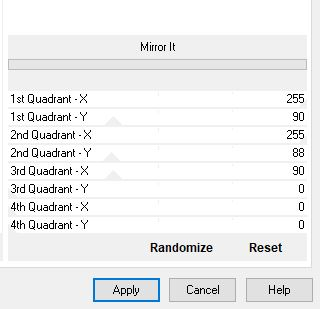 Mirror It
1st Quadrant - X 255
1st Quadrant - Y 90
2nd Quadrant - X 255
2nd Quadrant - Y 88
3rd Quadrant - X 90
3rd Quadrant - Y 0
4th Quadrant - X 0
4th Quadrant - Y 0
Randomize Reset
Apply Cancel Help